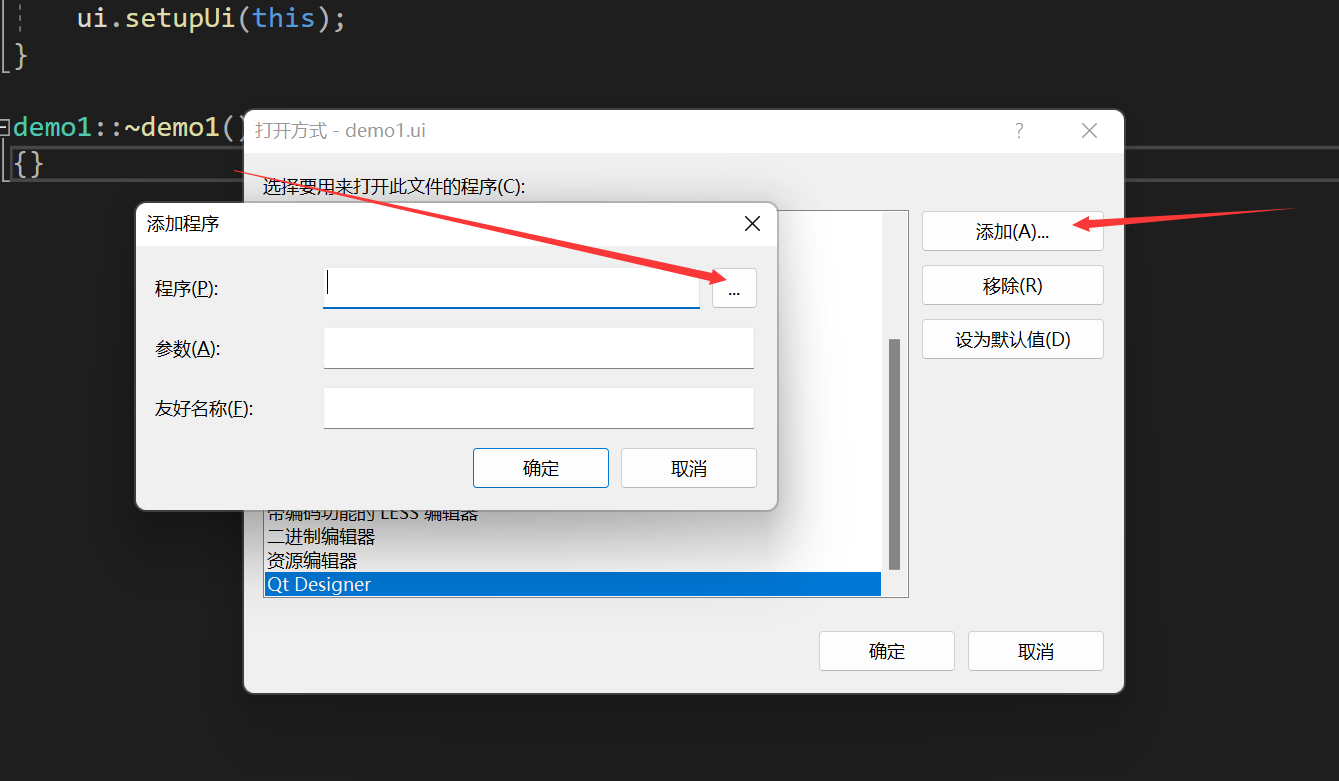 ui.setupUi(this);
}
demo1::~demo1()
{}
打开方式 - demo1.ui
?
选择要用来打开此文件的程序(C):
添加(A)...
移除(R)
设为默认值(D)
添加程序
程序(P):
...
参数(A):
友好名称(F):
确定
取消
带编码功能的 LESS 编辑器
二进制编辑器
资源编辑器
Qt Designer
确定
取消